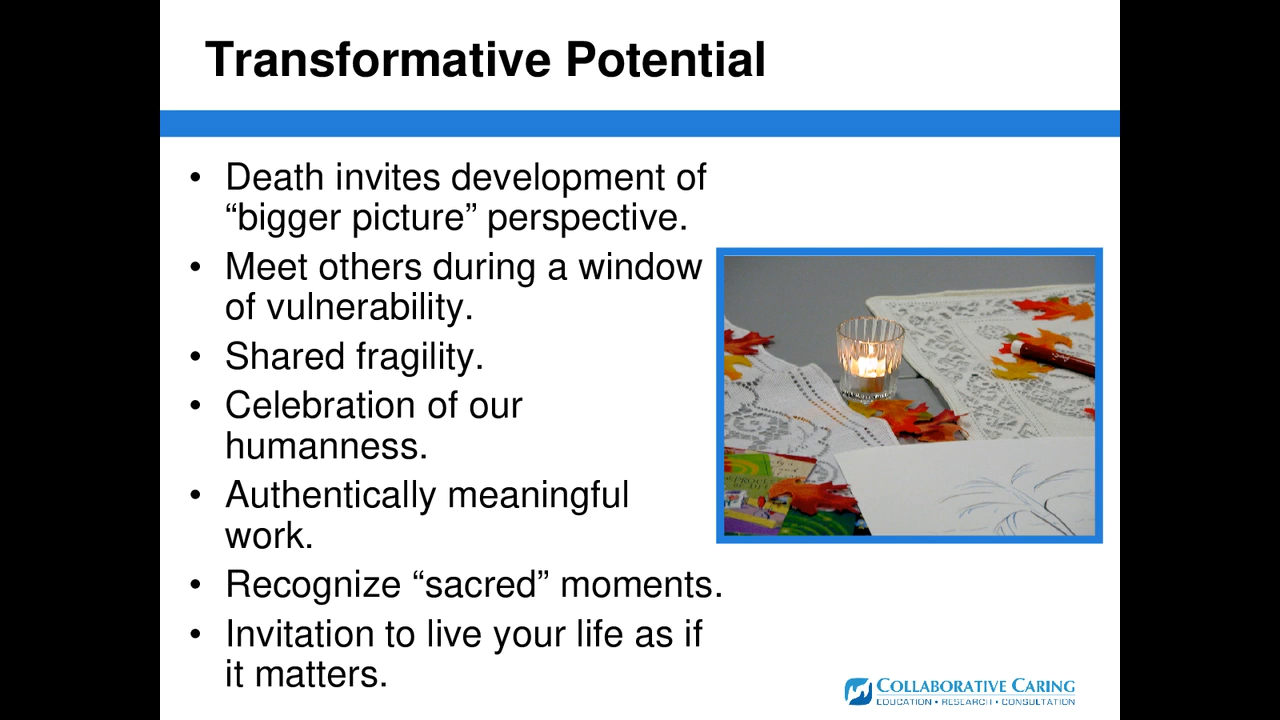 Transformative Potential
• Death invites development of
“bigger picture” perspective.
• Meet others during a window
of vulnerability.
• Shared fragility.
• Celebration of our
humanness.
• Authentically meaningful
work.
• Recognize “sacred” moments.
• Invitation to live your life as if
it matters.
COLLABORATIVE CARING
EDUCATION • RESEARCH • CONSULTATION